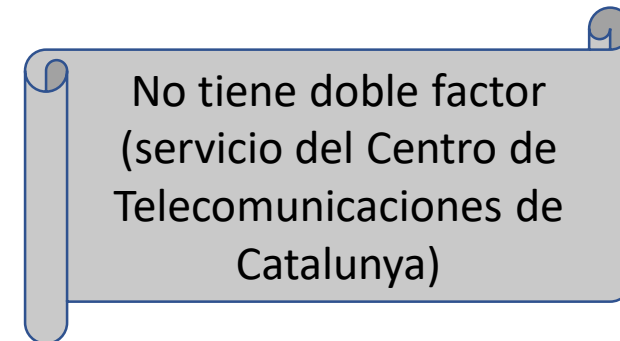 No tiene doble factor
(servicio del Centro de
Telecomunicaciones de
Catalunya)